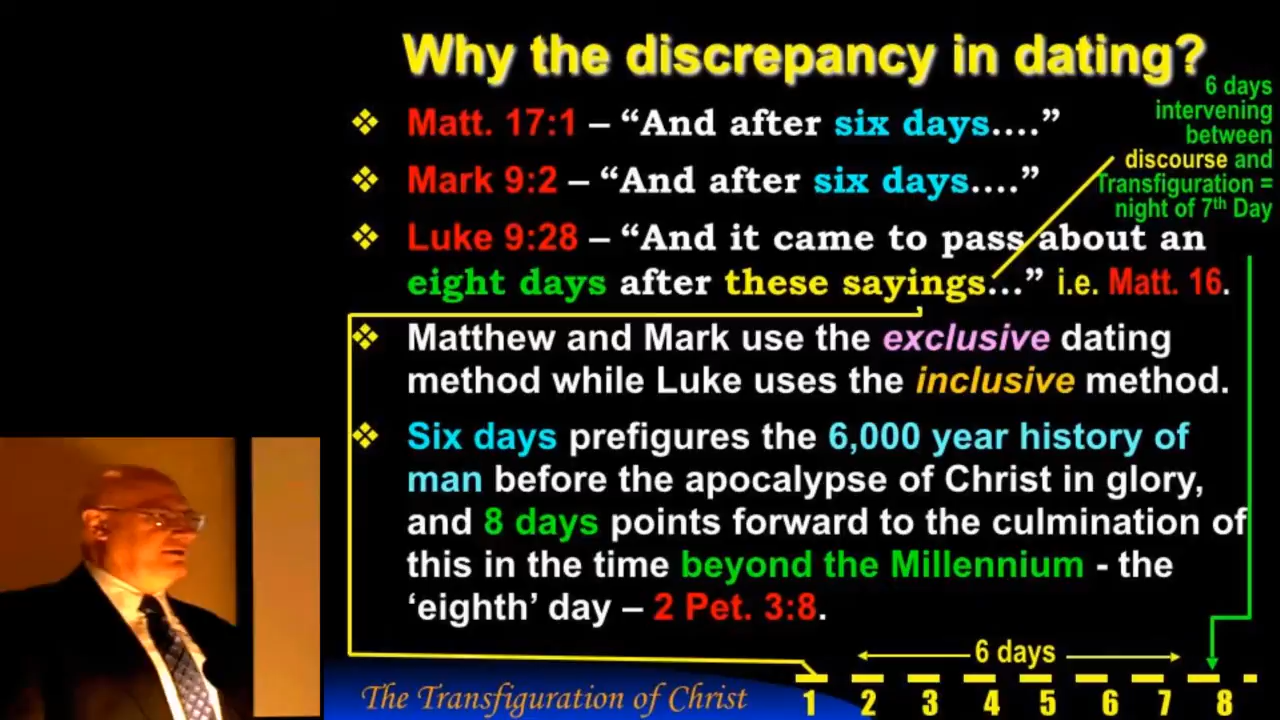 Why the discrepancy in dating?
6 days
intervening
between
discourse and
Transfiguration =
night of 7th Day
❖ Matt. 17:1 – “And after six days....”
❖ Mark 9:2 – “And after six days....”
❖ Luke 9:28 – “And it came to pass about an
eight days after these sayings...” i.e. Matt. 16.
❖ Matthew and Mark use the exclusive dating
method while Luke uses the inclusive method.
❖ Six days prefigures the 6,000 year history of
man before the apocalypse of Christ in glory,
and 8 days points forward to the culmination of
this in the time beyond the Millennium - the
‘eighth’ day – 2 Pet. 3:8.
6 days
The Transfiguration of Christ
1 2 3 4 5 6 7 8